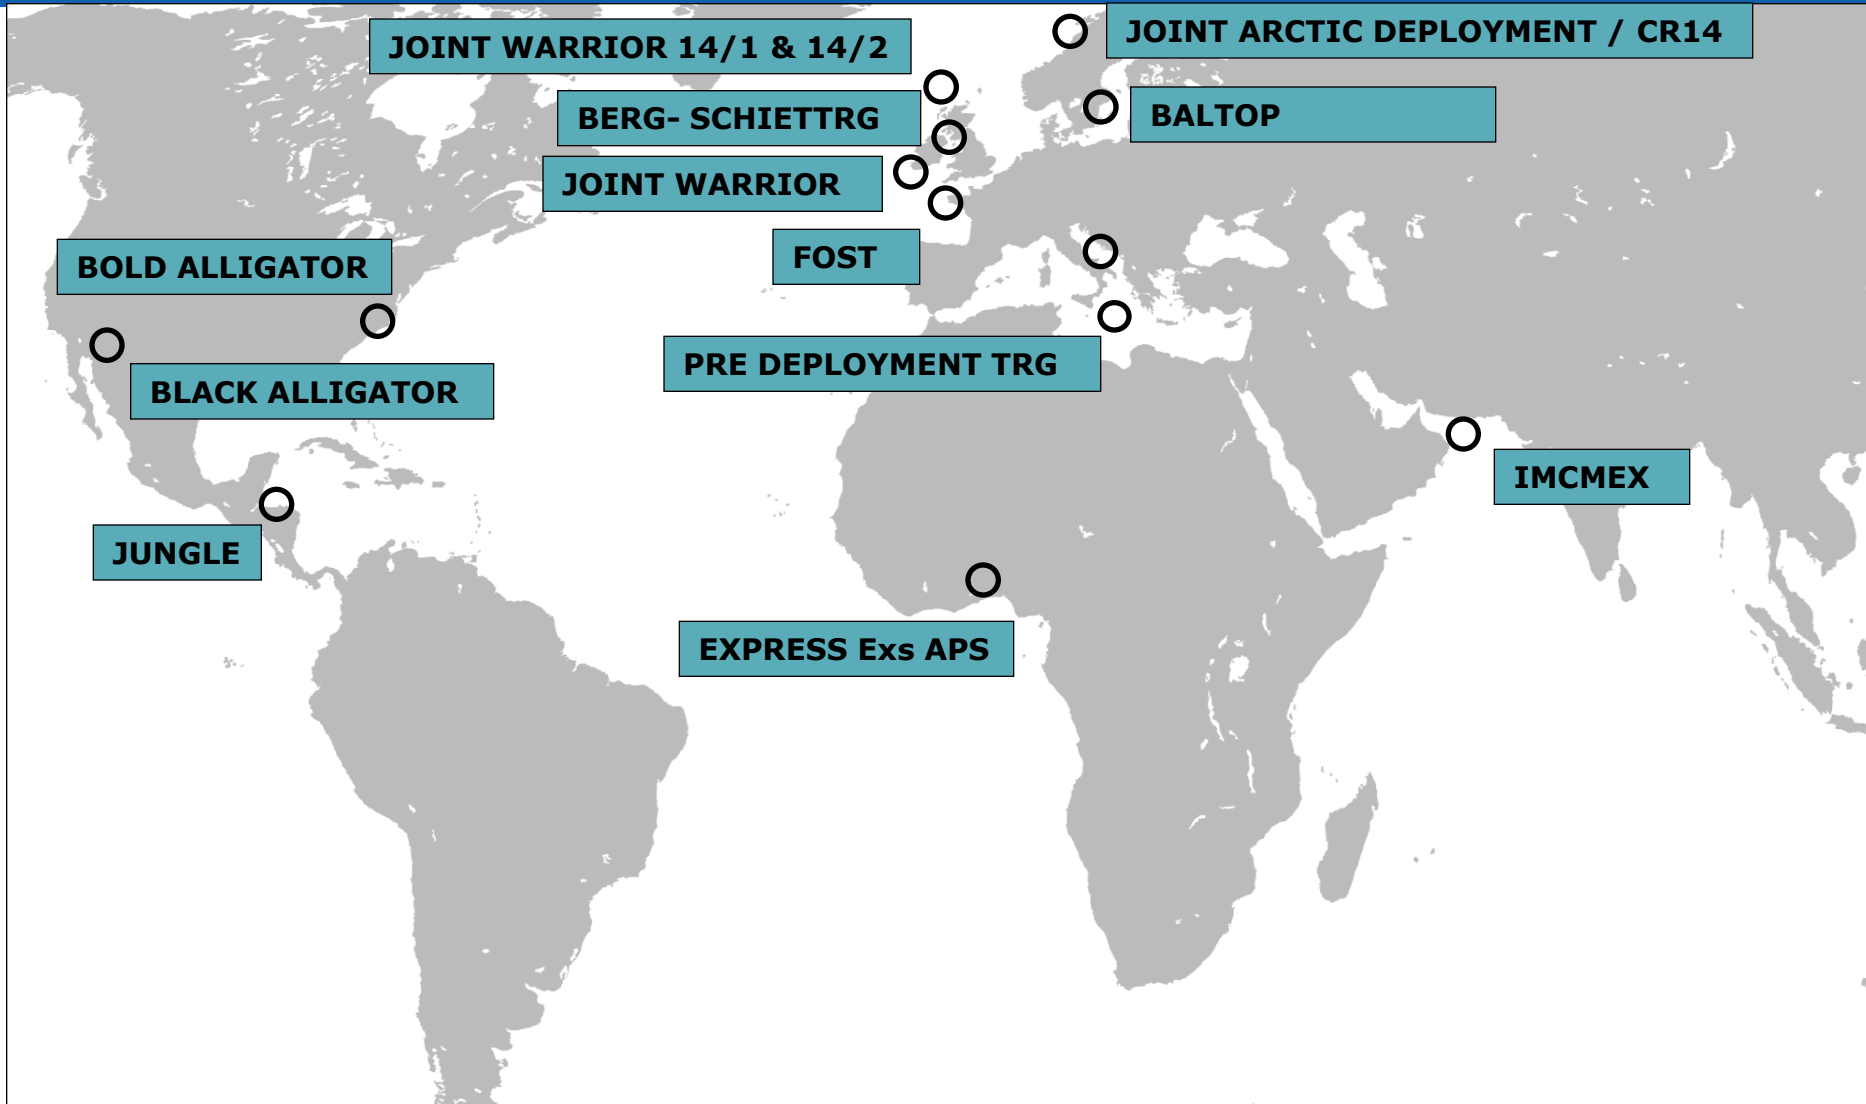 JOINT WARRIOR 14/1 & 14/2
JOINT ARCTIC DEPLOYMENT / CR14
BERG- SCHIETTRG
BALTOP
JOINT WARRIOR
FOST
BOLD ALLIGATOR
PRE DEPLOYMENT TRG
BLACK ALLIGATOR
IMCMEX
JUNGLE
EXPRESS Exs APS